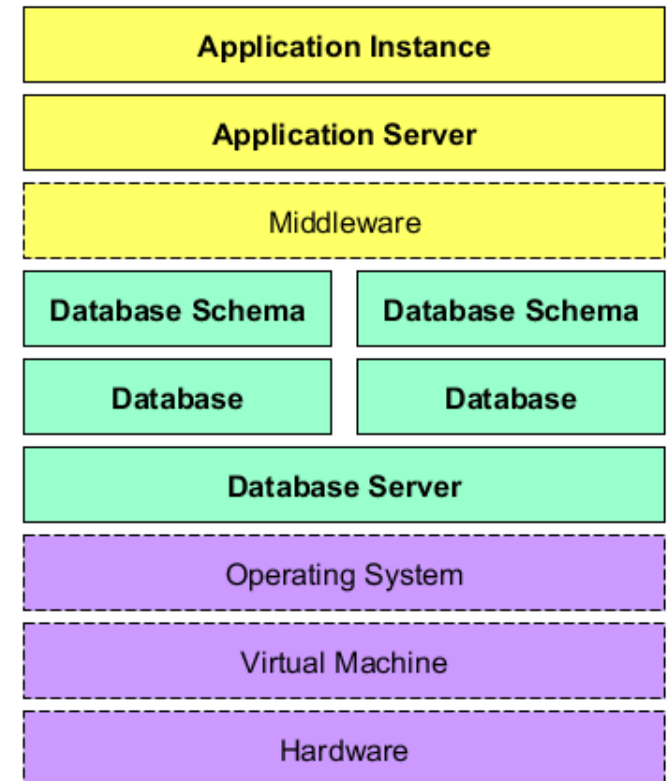 Application Instance
Application Server
Middleware
Database Schema Database Schema
Database Database
Database Server
Operating System
Virtual Machine
Hardware